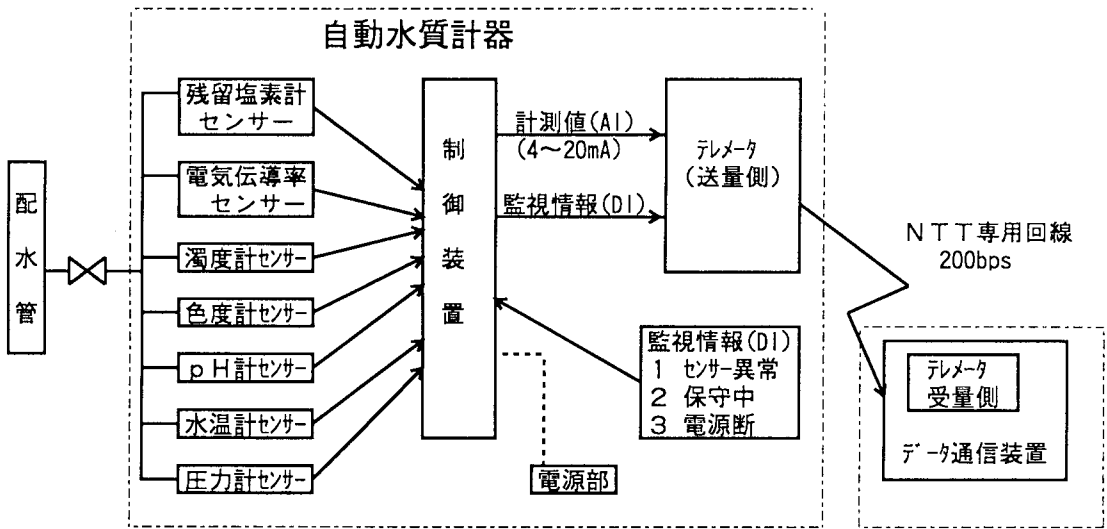 自動水質計器
配水管
残留塩素計
センサー
電気伝導率
センサー
濁度計センサー
色度計センサー
pH計センサー
水温計センサー
圧力計センサー
制御装置
計測値(AI)
(4～20mA)
監視情報(DI)
テレメータ
(送量側)
監視情報(DI)
1 センサー異常
2 保守中
3 電源断
電源部
NTT専用回線
200bps
テレメータ
受量側
データ通信装置